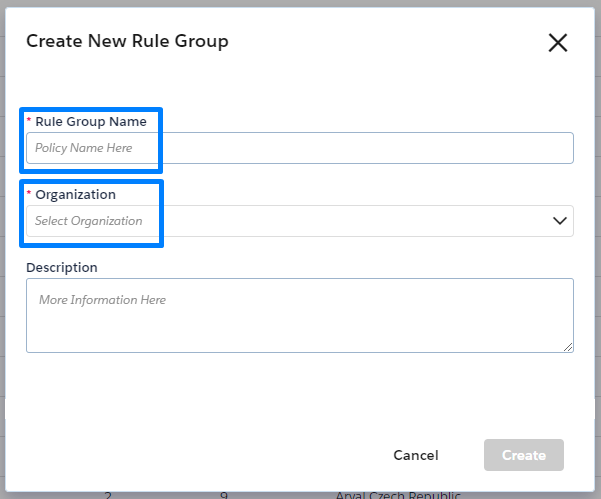 Create New Rule Group
* Rule Group Name
Policy Name Here
* Organization
Select Organization
Description
More Information Here
Cancel
Create
2 9 Arval Czech Republic